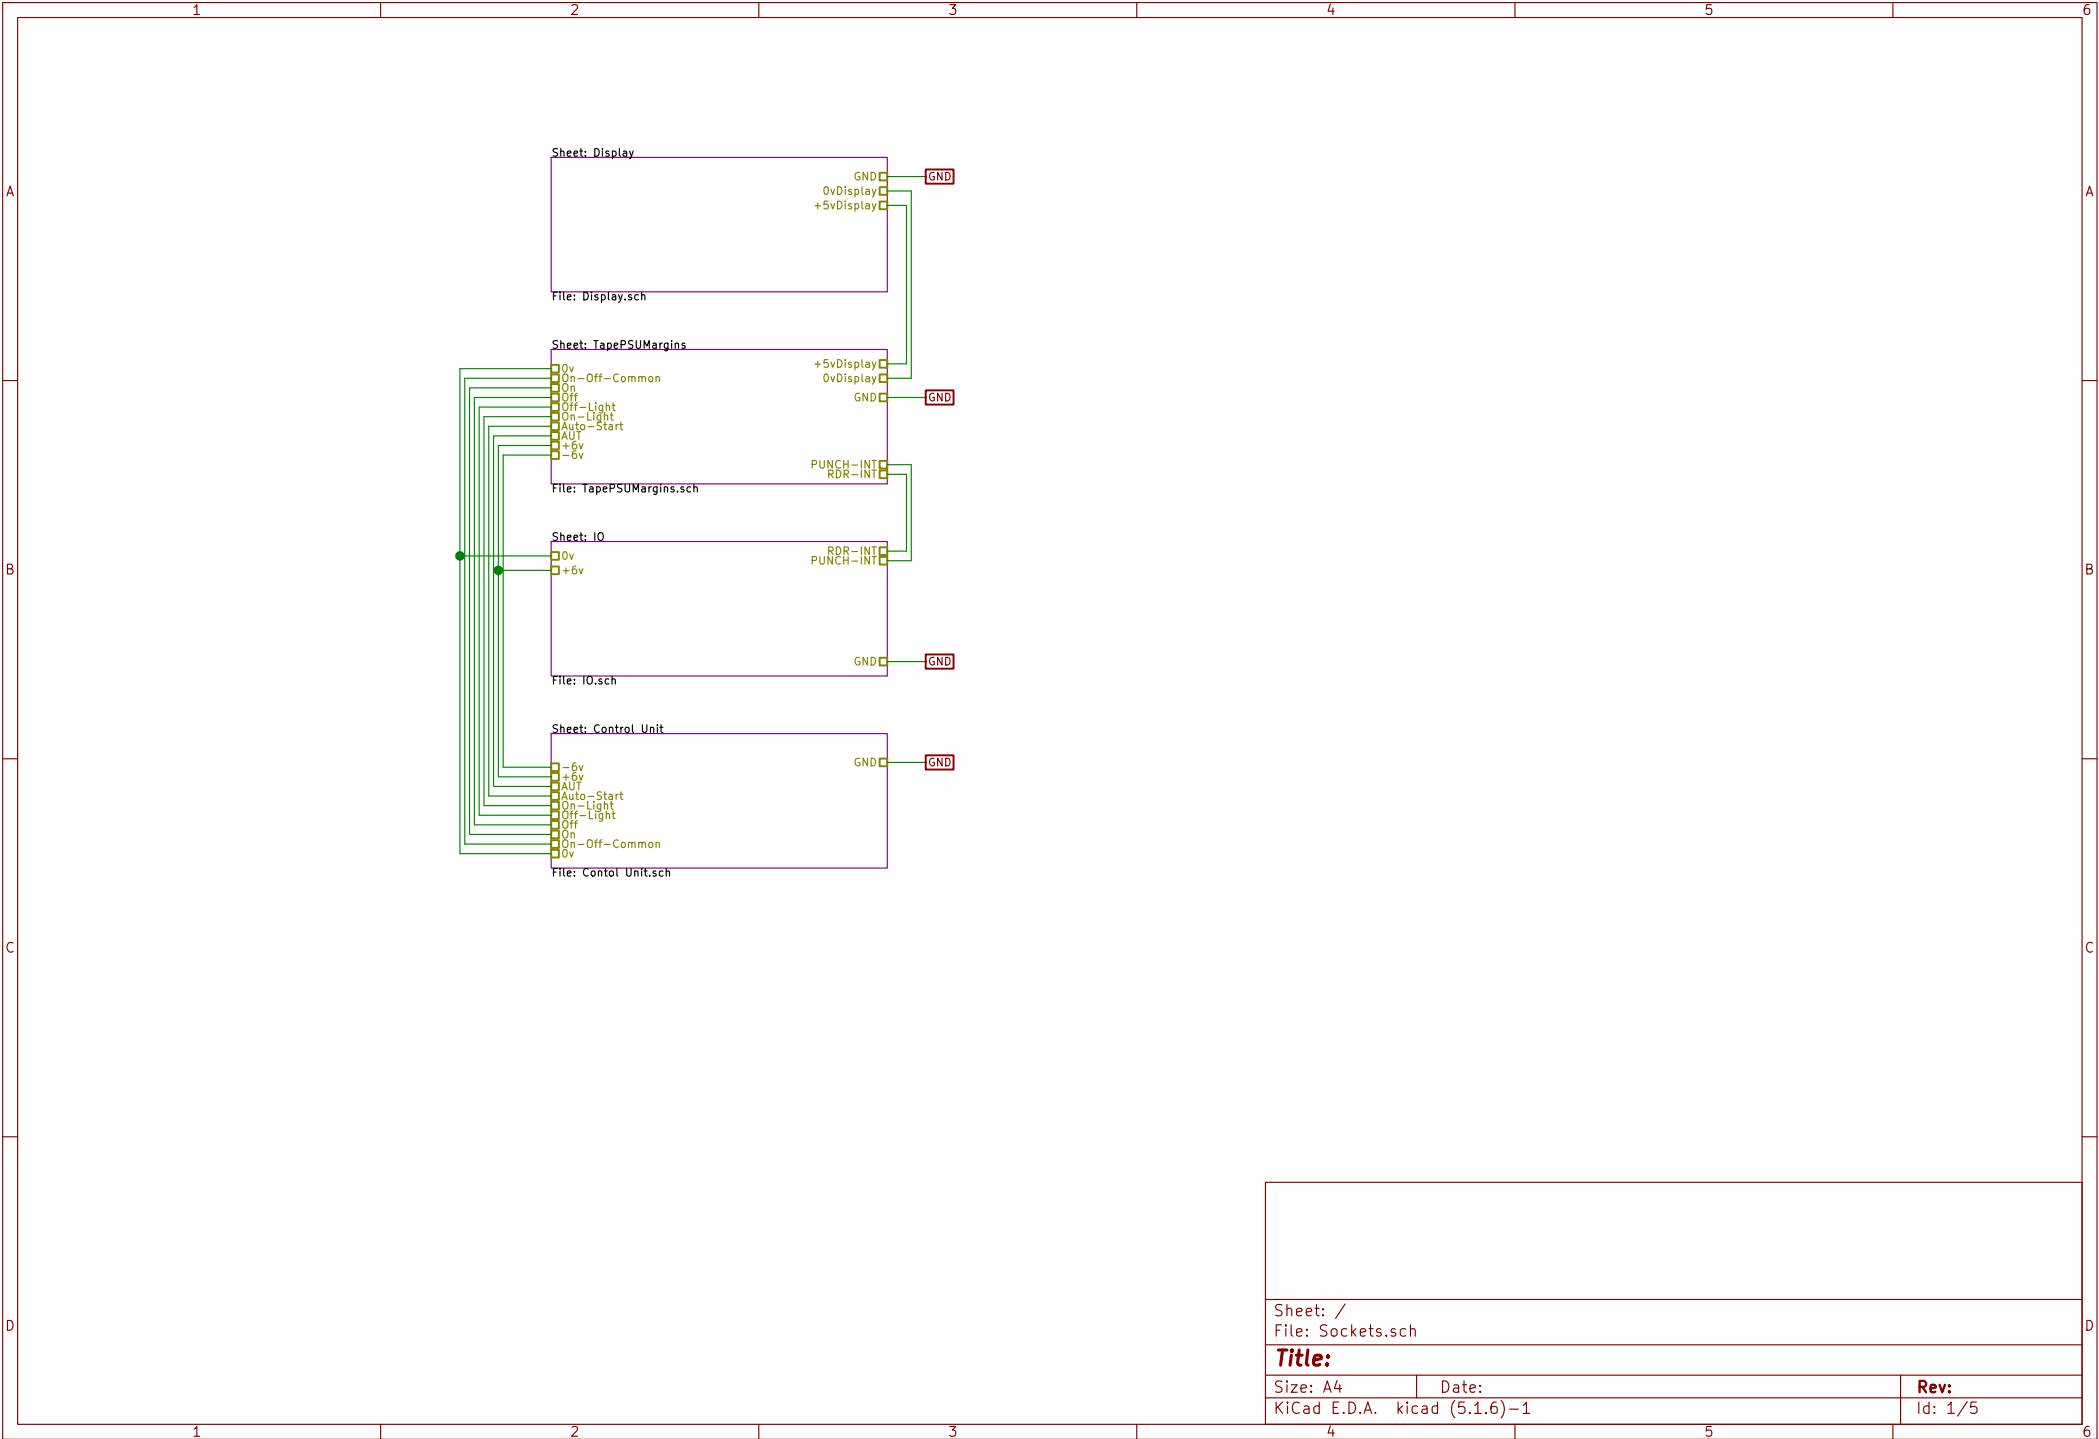 1 2 3 4 5 6
A A
B B
C C
D D
Sheet: Display
GND GND
0vDisplay
+5vDisplay
File: Display.sch
Sheet: TapePSUMargins
0v
On-Off-Common
On
Off
Off-Light
On-Light
Auto-Start
AUT
+6v
-6v
+5vDisplay
0vDisplay
GND GND
PUNCH-INT
RDR-INT
File: TapePSUMargins.sch
Sheet: IO
0v
+6v
RDR-INT
PUNCH-INT
GND GND
File: IO.sch
Sheet: Control Unit
GND GND
-6v
+6v
AUT
Auto-Start
On-Light
Off-Light
Off
On
On-Off-Common
0v
File: Contol Unit.sch
Sheet: /
File: Sockets.sch
Title:
Size: A4 Date: Rev:
KiCad E.D.A. kicad (5.1.6)-1 Id: 1/5
1 2 3 4 5 6